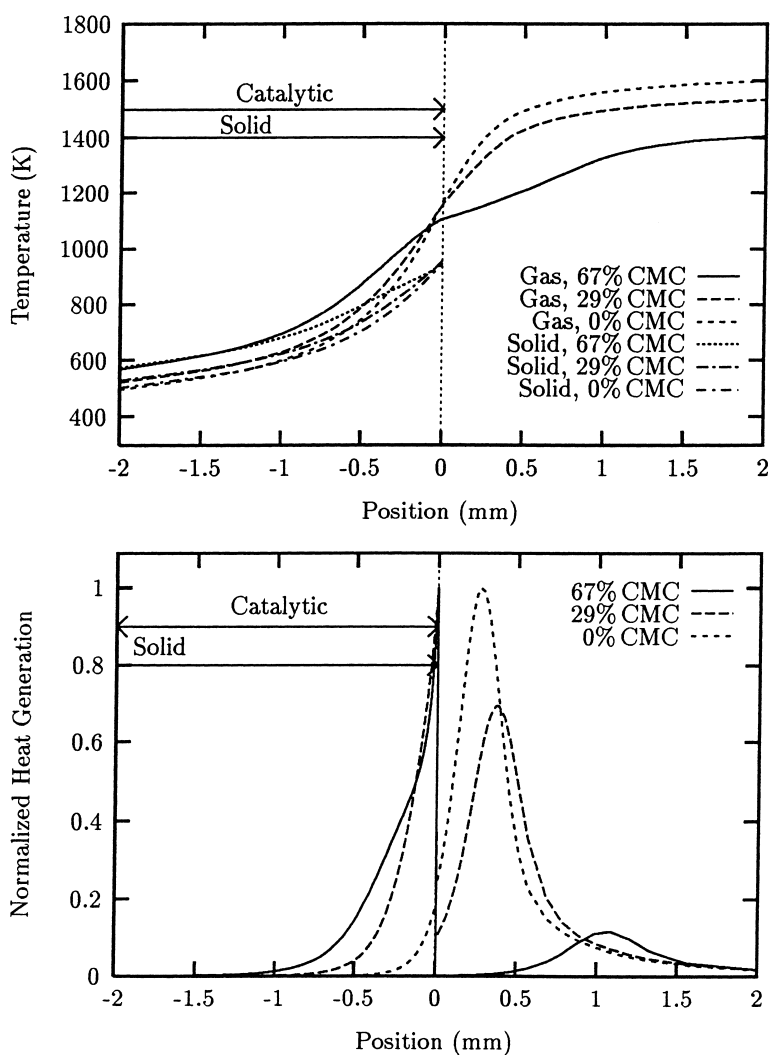 1800
1600
1400
1200
1000
800
600
400
Temperature (K)
Catalytic
Solid
Gas, 67% CMC
Gas, 29% CMC
Gas, 0% CMC
Solid, 67% CMC
Solid, 29% CMC
Solid, 0% CMC
-2 -1.5 -1 -0.5 0 0.5 1 1.5 2
Position (mm)
1
0.8
0.6
0.4
0.2
0
Normalized Heat Generation
Catalytic
Solid
67% CMC
29% CMC
0% CMC
-2 -1.5 -1 -0.5 0 0.5 1 1.5 2
Position (mm)